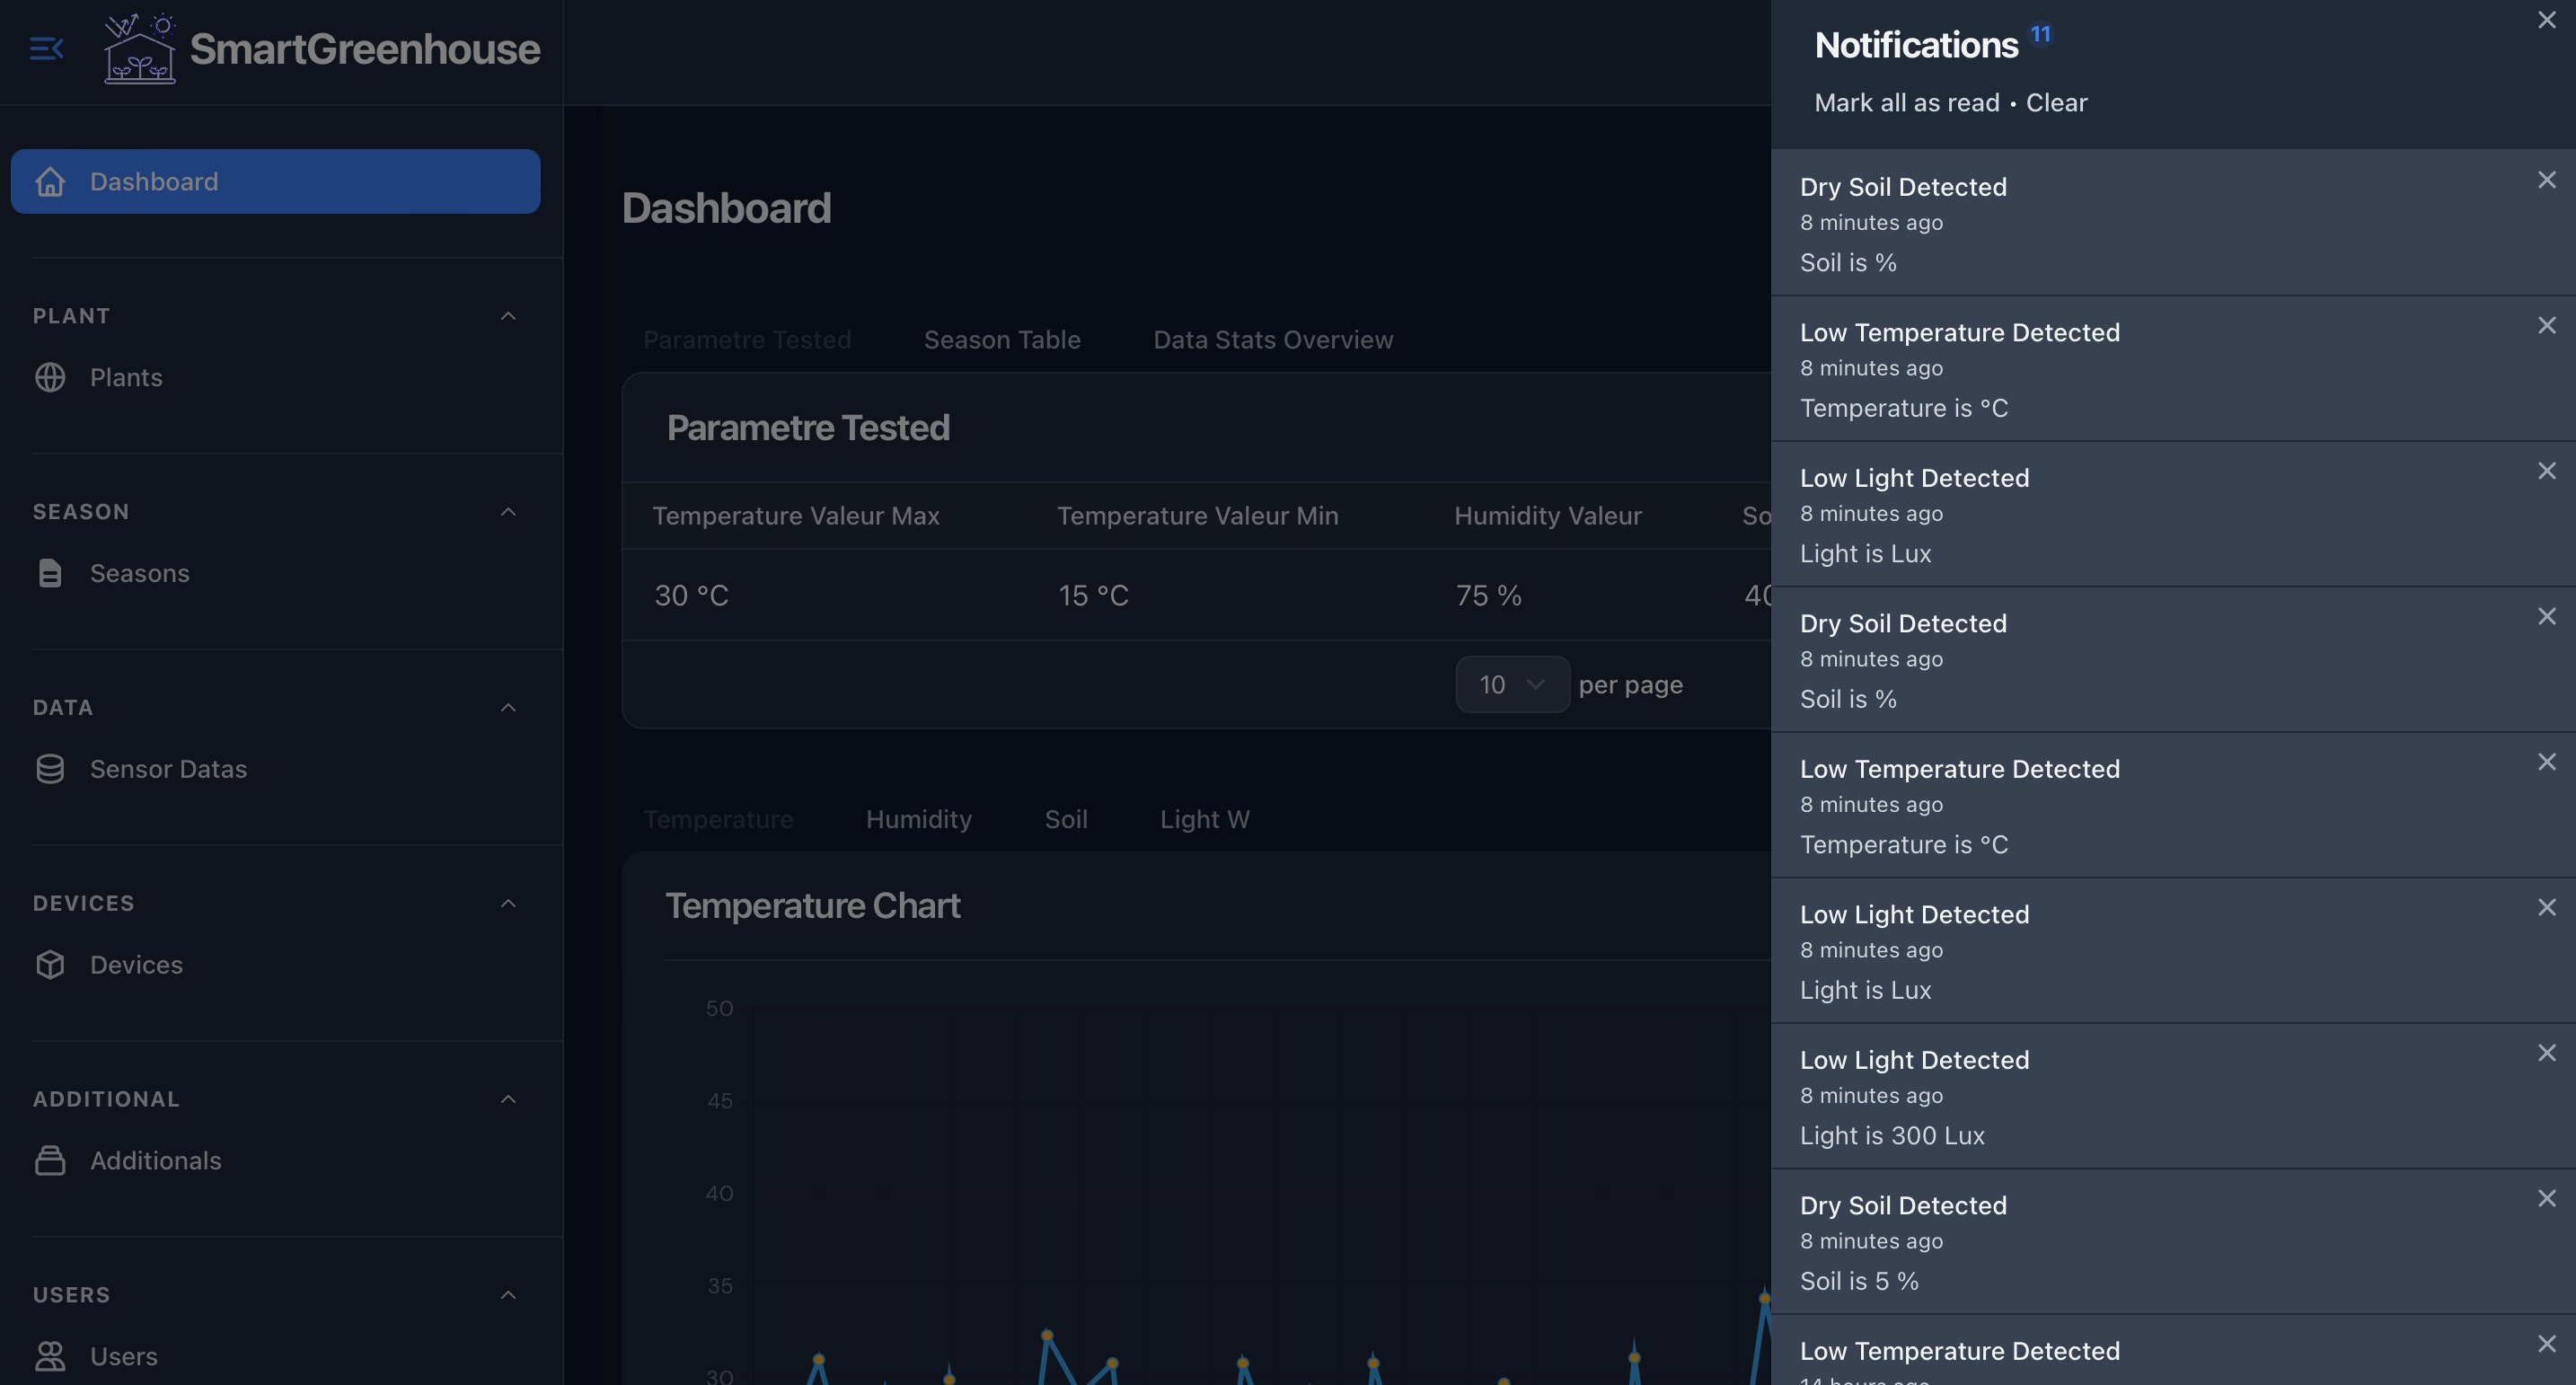 SmartGreenhouse
Dashboard
PLANT
Plants
SEASON
Seasons
DATA
Sensor Datas
DEVICES
Devices
ADDITIONAL
Additionals
USERS
Users
Dashboard
Parametre Tested Season Table Data Stats Overview
Parametre Tested
Temperature Valeur Max Temperature Valeur Min Humidity Valeur So
30 °C 15 °C 75 % 40
10 per page
Temperature Humidity Soil Light W
Temperature Chart
50
45
40
35
30
Notifications 11
Mark all as read • Clear
Dry Soil Detected
8 minutes ago
Soil is %
Low Temperature Detected
8 minutes ago
Temperature is °C
Low Light Detected
8 minutes ago
Light is Lux
Dry Soil Detected
8 minutes ago
Soil is %
Low Temperature Detected
8 minutes ago
Temperature is °C
Low Light Detected
8 minutes ago
Light is Lux
Low Light Detected
8 minutes ago
Light is 300 Lux
Dry Soil Detected
8 minutes ago
Soil is 5 %
Low Temperature Detected
14 hours ago